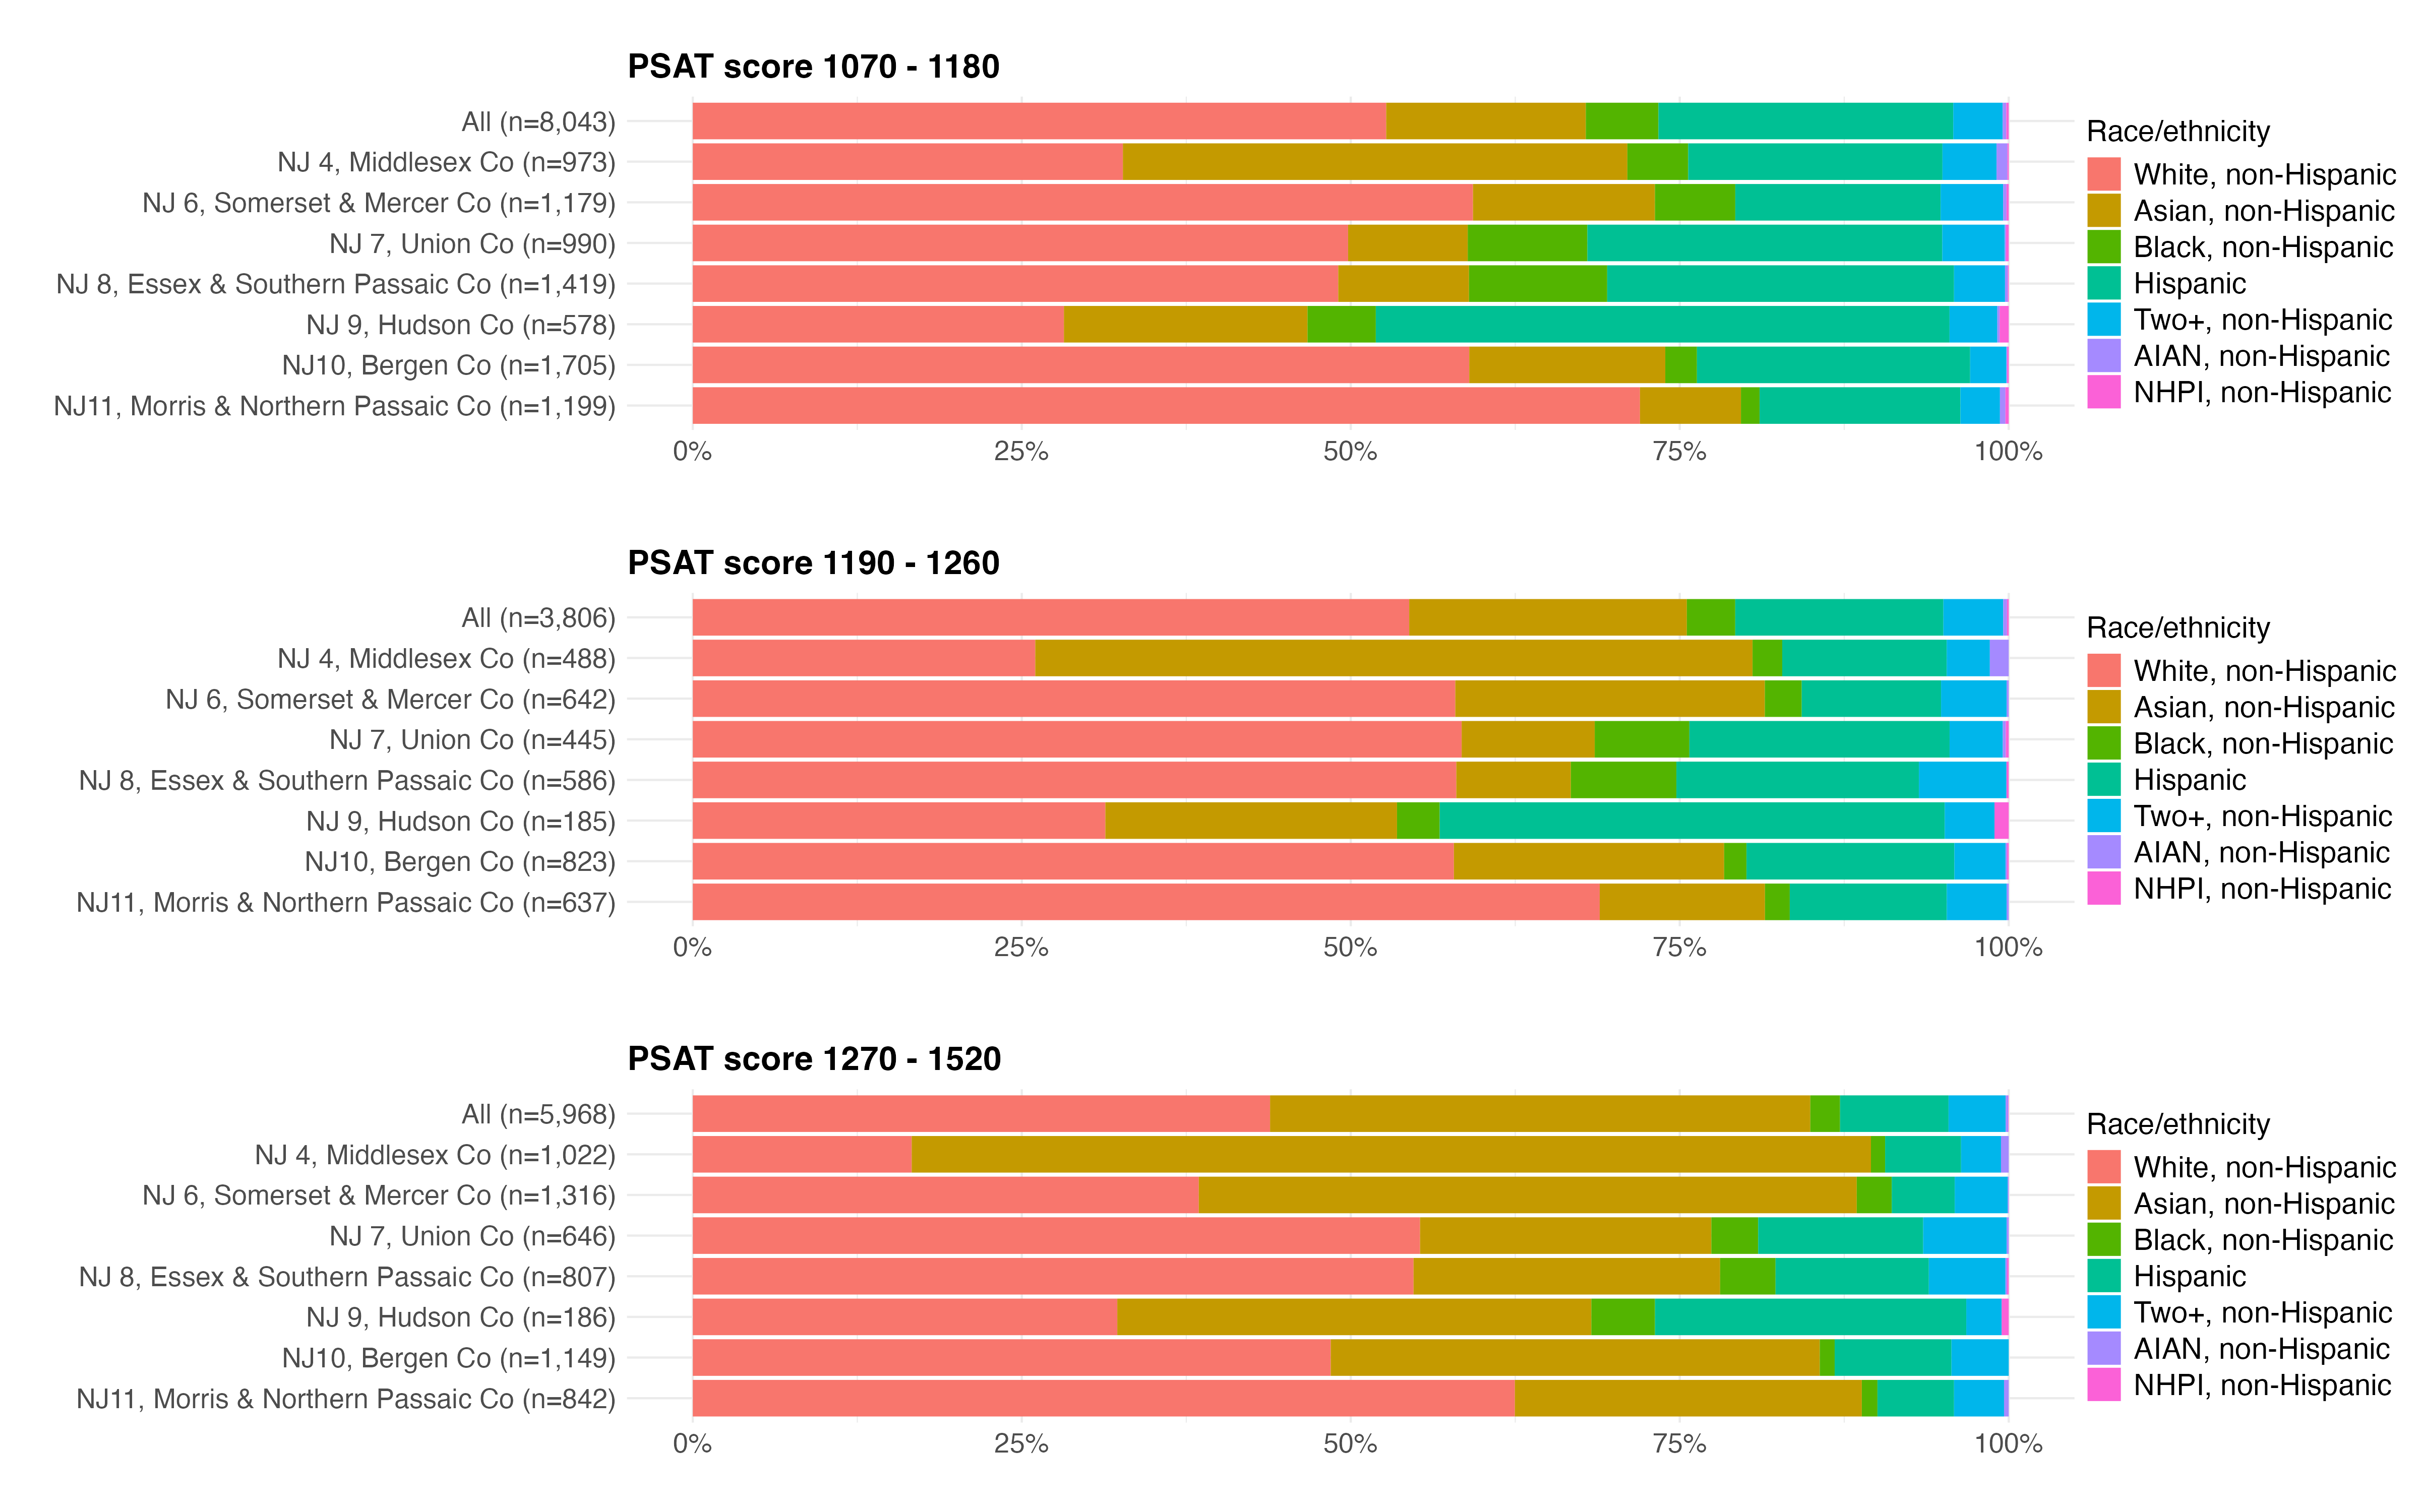 PSAT score 1070 - 1180
All (n=8,043)
NJ 4, Middlesex Co (n=973)
NJ 6, Somerset & Mercer Co (n=1,179)
NJ 7, Union Co (n=990)
NJ 8, Essex & Southern Passaic Co (n=1,419)
NJ 9, Hudson Co (n=578)
NJ10, Bergen Co (n=1,705)
NJ11, Morris & Northern Passaic Co (n=1,199)
0% 25% 50% 75% 100%
Race/ethnicity
White, non-Hispanic
Asian, non-Hispanic
Black, non-Hispanic
Hispanic
Two+, non-Hispanic
AIAN, non-Hispanic
NHPI, non-Hispanic
PSAT score 1190 - 1260
All (n=3,806)
NJ 4, Middlesex Co (n=488)
NJ 6, Somerset & Mercer Co (n=642)
NJ 7, Union Co (n=445)
NJ 8, Essex & Southern Passaic Co (n=586)
NJ 9, Hudson Co (n=185)
NJ10, Bergen Co (n=823)
NJ11, Morris & Northern Passaic Co (n=637)
0% 25% 50% 75% 100%
Race/ethnicity
White, non-Hispanic
Asian, non-Hispanic
Black, non-Hispanic
Hispanic
Two+, non-Hispanic
AIAN, non-Hispanic
NHPI, non-Hispanic
PSAT score 1270 - 1520
All (n=5,968)
NJ 4, Middlesex Co (n=1,022)
NJ 6, Somerset & Mercer Co (n=1,316)
NJ 7, Union Co (n=646)
NJ 8, Essex & Southern Passaic Co (n=807)
NJ 9, Hudson Co (n=186)
NJ10, Bergen Co (n=1,149)
NJ11, Morris & Northern Passaic Co (n=842)
0% 25% 50% 75% 100%
Race/ethnicity
White, non-Hispanic
Asian, non-Hispanic
Black, non-Hispanic
Hispanic
Two+, non-Hispanic
AIAN, non-Hispanic
NHPI, non-Hispanic